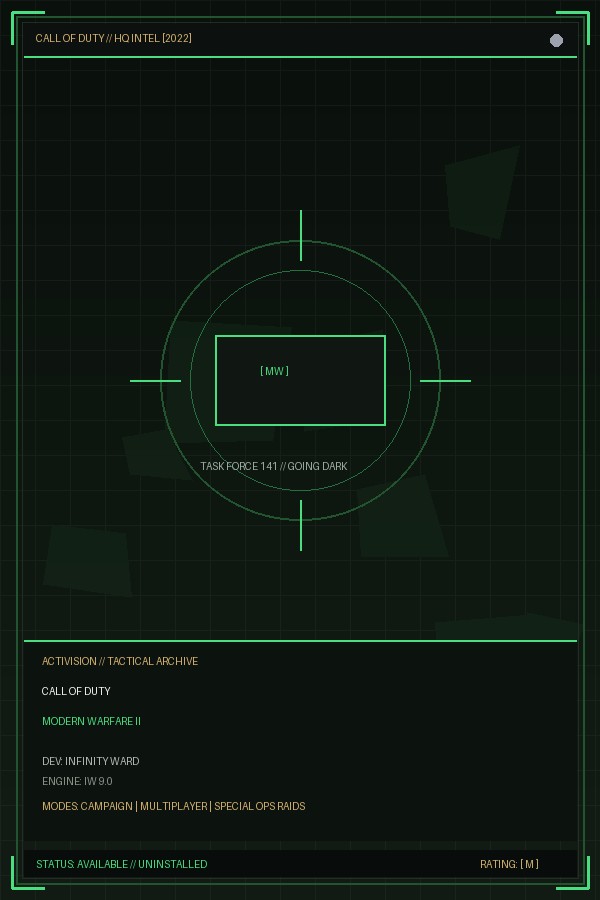 CALL OF DUTY // HQ INTEL [2022]
[ MW ]
TASK FORCE 141 // GOING DARK
ACTIVISION // TACTICAL ARCHIVE
CALL OF DUTY
MODERN WARFARE II
DEV: INFINITY WARD
ENGINE: IW 9.0
MODES: CAMPAIGN | MULTIPLAYER | SPECIAL OPS RAIDS
STATUS: AVAILABLE // UNINSTALLED
RATING: [ M ]